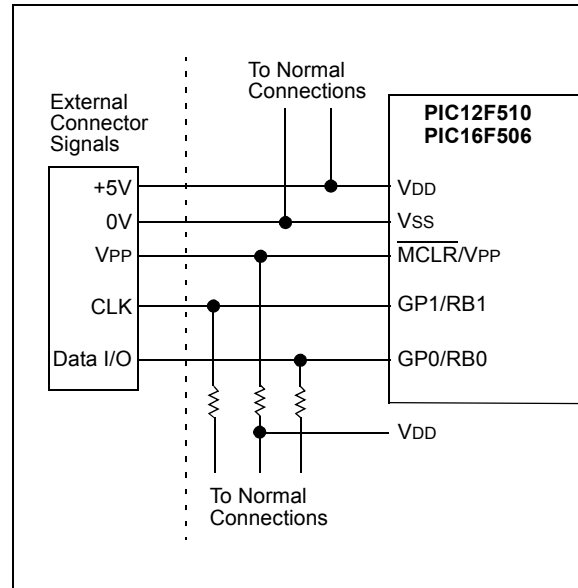 To Normal
Connections
External
Connector
Signals
PIC12F510
PIC16F506
+5V
VDD
0V
VSS
VPP
MCLR/VPP
CLK
GP1/RB1
Data I/O
GP0/RB0
VDD
To Normal
Connections